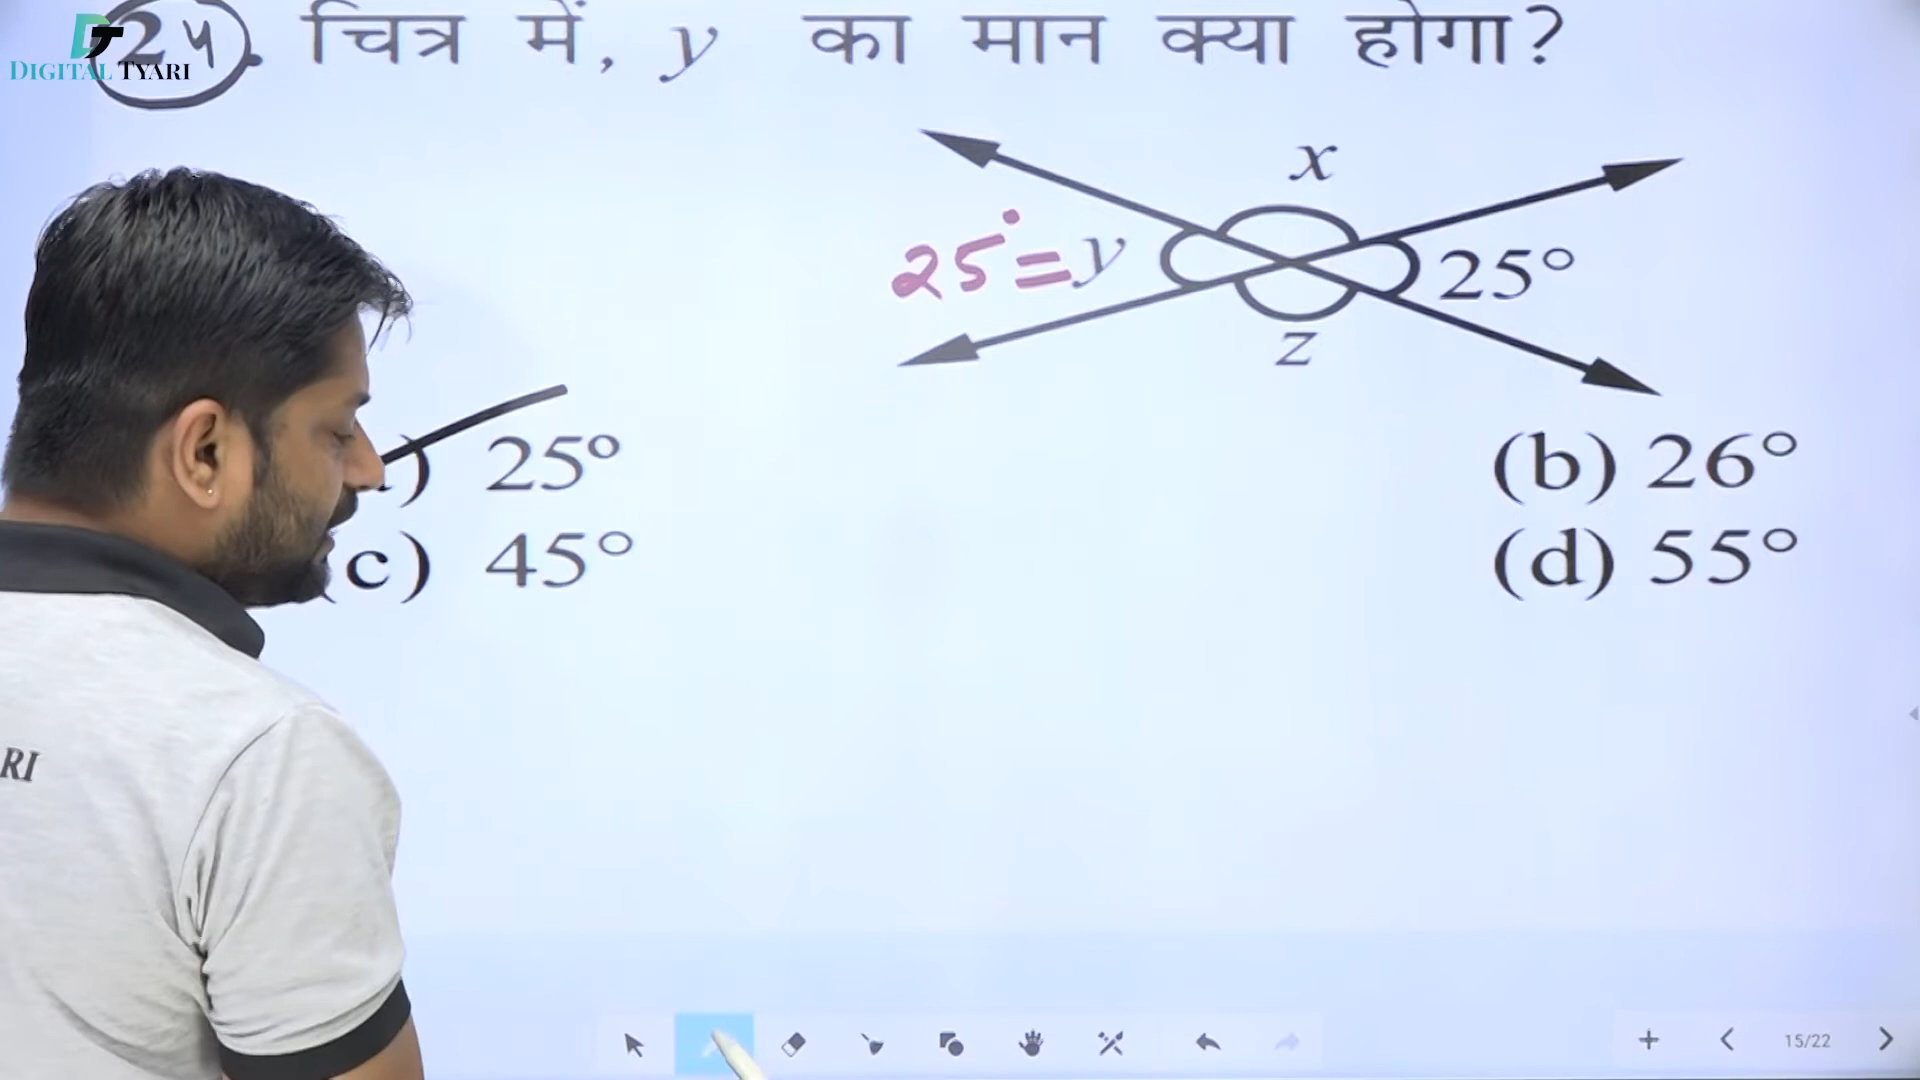 DIGITAL TYARI
24. चित्र में, y का मान क्या होगा?
x
25° = y
25°
z
) 25°
(b) 26°
c) 45°
(d) 55°
RI
15/22